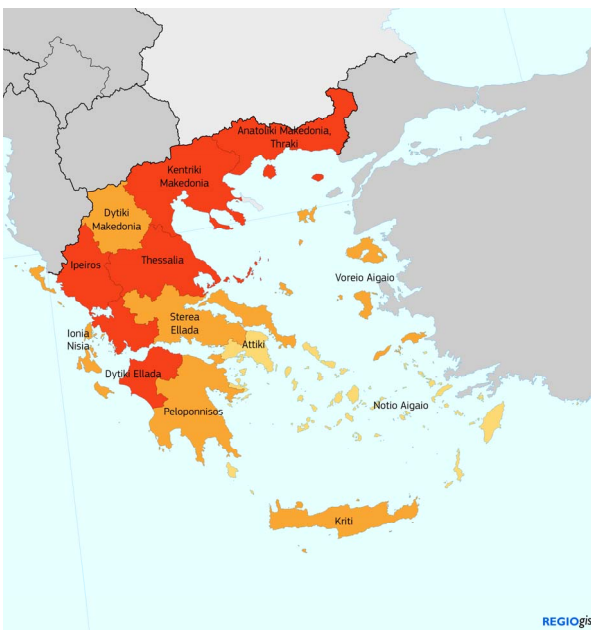 Anatoliki Makedonia,
Thraki
Kentriki
Makedonia
Dytiki
Makedonia
Ipeiros
Thessalia
Voreio Aigaio
Sterea
Ellada
Ionia
Nisia
Attiki
Dytiki Ellada
Notio Aigaio
Peloponnisos
Kriti
REGIOgis